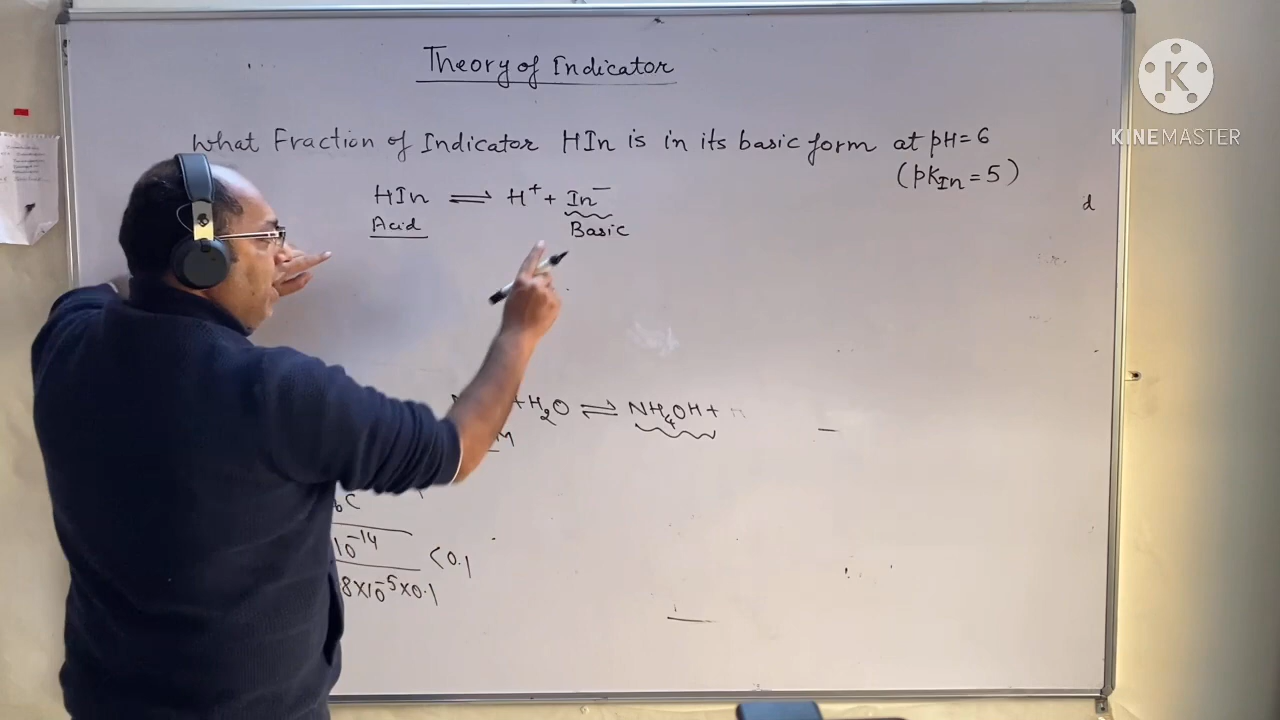 Theory of Indicator
What Fraction of Indicator HIn is in its basic form at pH=6
(pK_In = 5)
HIn ⇌ H⁺ + In⁻
Acid
Basic
d
+H₂O ⇌ NH₄OH +
M
C
10⁻¹⁴
8×10⁻⁵×0.1
<0.1
K
KINEMASTER